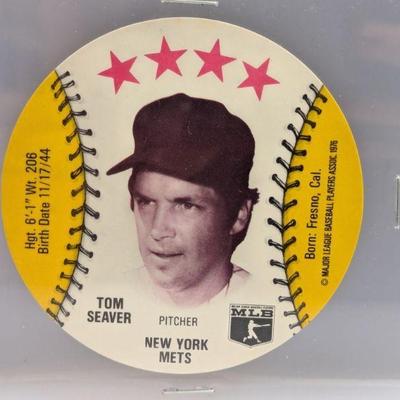 Hgt. 6'-1" Wt. 206
Birth Date 11/17/44
TOM
SEAVER
PITCHER
NEW YORK
METS
MLB
Born: Fresno, Cal.
© MAJOR LEAGUE BASEBALL PLAYERS ASSOC. 1976